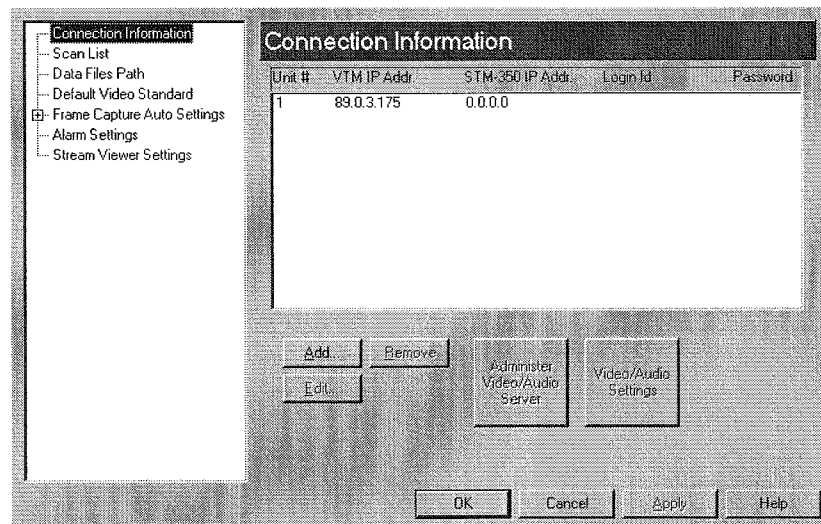 Connection Information
Scan List
Data Files Path
Default Video Standard
Frame Capture Auto Settings
Alarm Settings
Stream Viewer Settings
Connection Information
Unit # VTM IP Addr. STM-350 IP Addr. Login Id Password
1 89.0.3.175 0.0.0.0
Add... Remove
Edit...
Administer Video/Audio Server
Video/Audio Settings
OK Cancel Apply Help